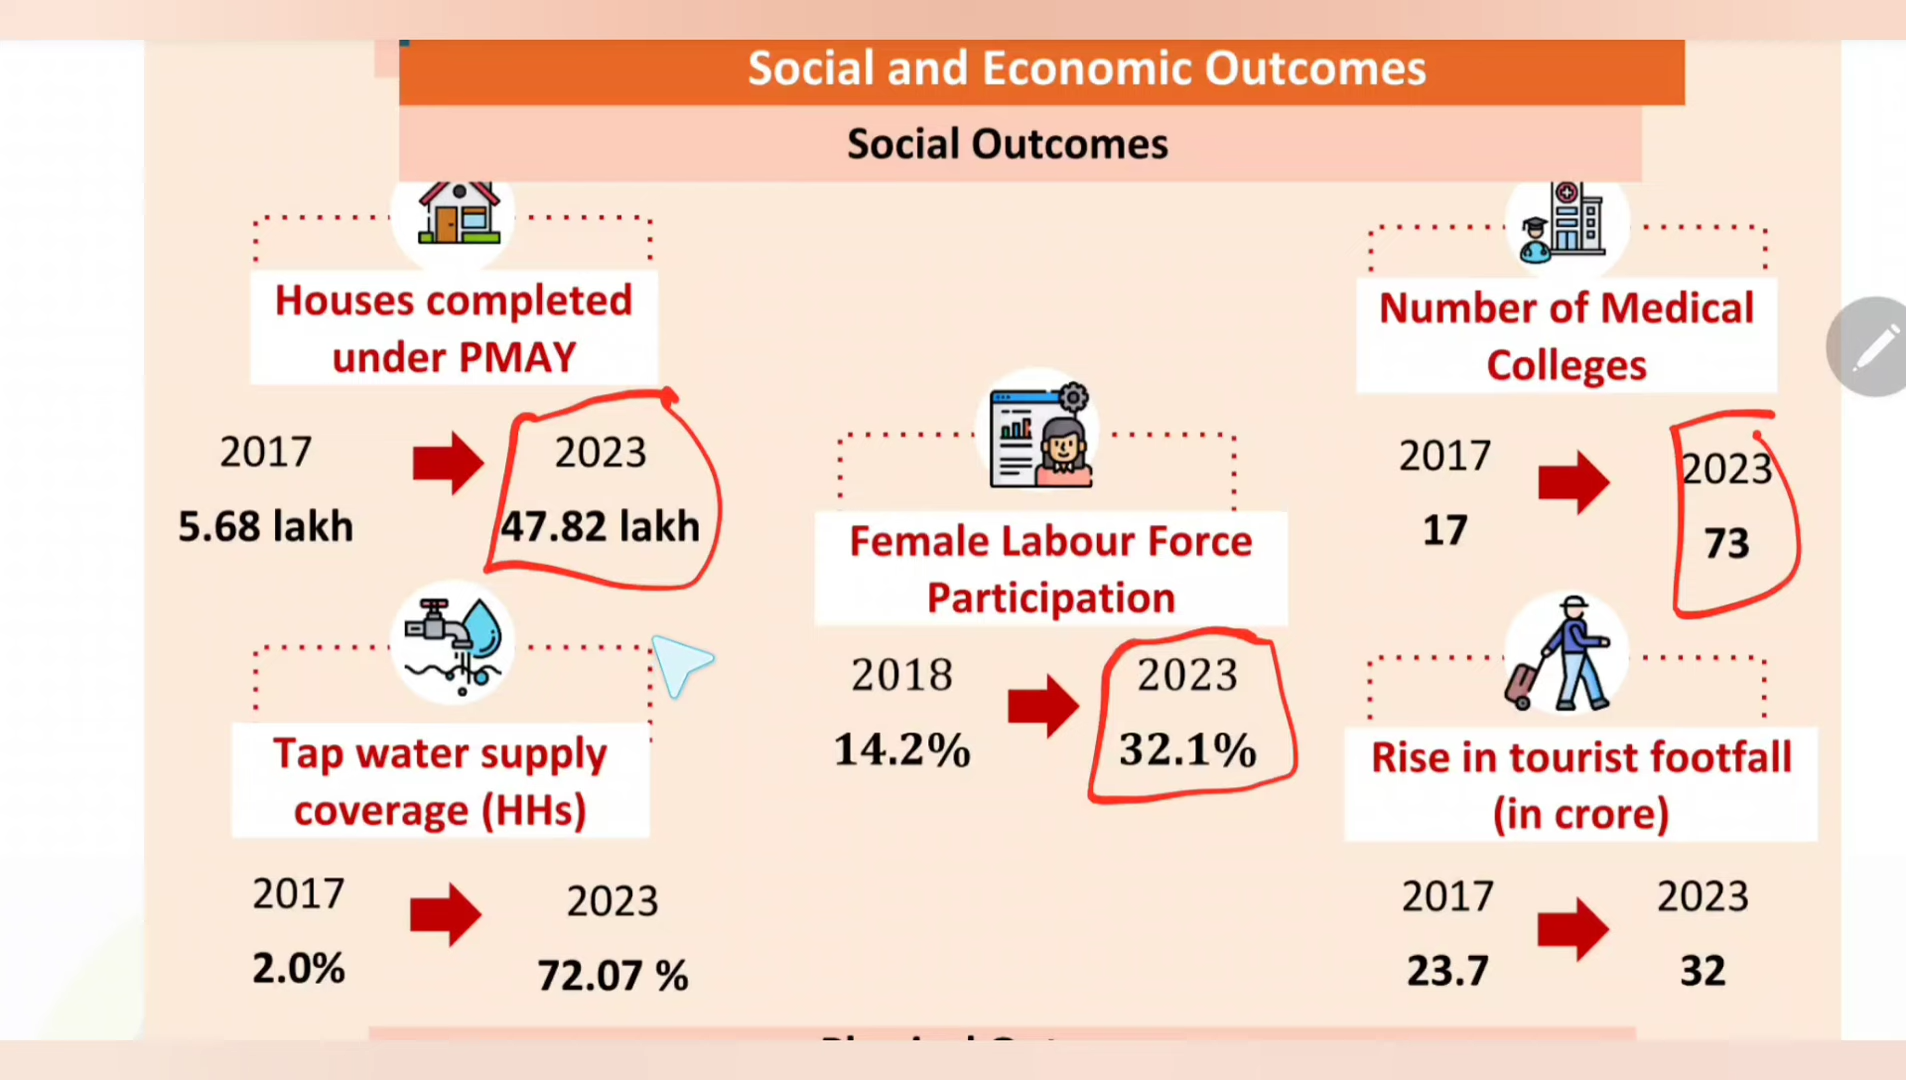 Social and Economic Outcomes
Social Outcomes
Houses completed
under PMAY
2017
5.68 lakh
2023
47.82 lakh
Tap water supply
coverage (HHs)
2017
2.0%
2023
72.07 %
Female Labour Force
Participation
2018
14.2%
2023
32.1%
Number of Medical
Colleges
2017
17
2023
73
Rise in tourist footfall
(in crore)
2017
23.7
2023
32